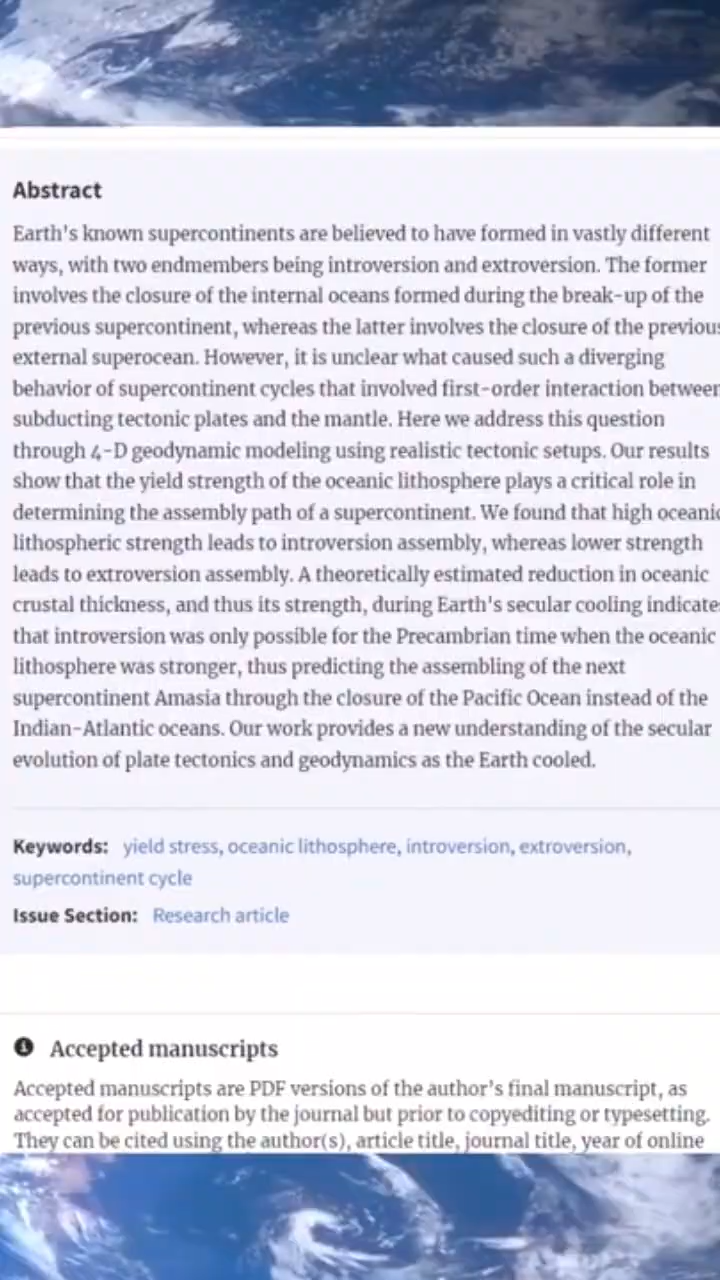 Abstract
Earth's known supercontinents are believed to have formed in vastly different
ways, with two endmembers being introversion and extroversion. The former
involves the closure of the internal oceans formed during the break-up of the
previous supercontinent, whereas the latter involves the closure of the previous
external superocean. However, it is unclear what caused such a diverging
behavior of supercontinent cycles that involved first-order interaction between
subducting tectonic plates and the mantle. Here we address this question
through 4-D geodynamic modeling using realistic tectonic setups. Our results
show that the yield strength of the oceanic lithosphere plays a critical role in
determining the assembly path of a supercontinent. We found that high oceanic
lithospheric strength leads to introversion assembly, whereas lower strength
leads to extroversion assembly. A theoretically estimated reduction in oceanic
crustal thickness, and thus its strength, during Earth's secular cooling indicate
that introversion was only possible for the Precambrian time when the oceanic
lithosphere was stronger, thus predicting the assembling of the next
supercontinent Amasia through the closure of the Pacific Ocean instead of the
Indian-Atlantic oceans. Our work provides a new understanding of the secular
evolution of plate tectonics and geodynamics as the Earth cooled.
Keywords: yield stress, oceanic lithosphere, introversion, extroversion,
supercontinent cycle
Issue Section: Research article
Accepted manuscripts
Accepted manuscripts are PDF versions of the author's final manuscript, as
accepted for publication by the journal but prior to copyediting or typesetting.
They can be cited using the author(s), article title, journal title, year of online